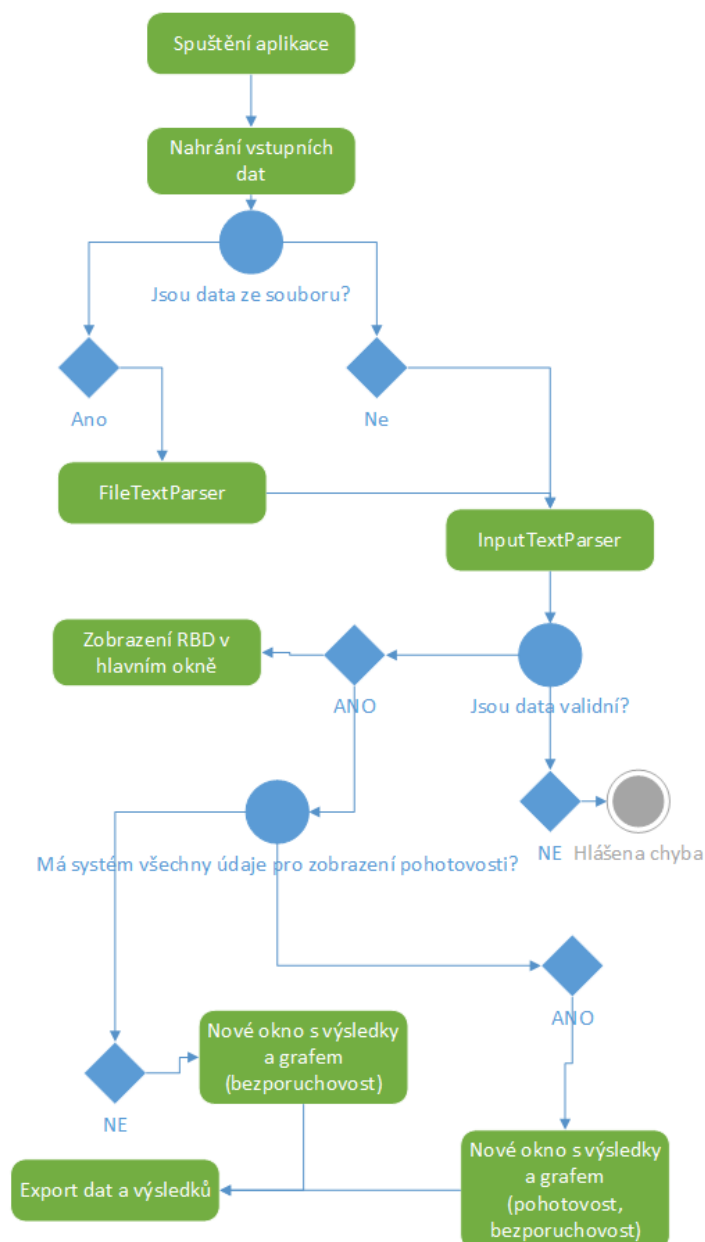 Spuštění aplikace
Nahrání vstupních
dat
Jsou data ze souboru?
Ano
Ne
FileTextParser
InputTextParser
Zobrazení RBD v
hlavním okně
ANO
Jsou data validní?
NE
Hlášena chyba
Má systém všechny údaje pro zobrazení pohotovosti?
ANO
Nové okno s výsledky
a grafem
(bezporuchovost)
NE
Nové okno s výsledky
a grafem
(pohotovost,
bezporuchovost)
Export dat a výsledků